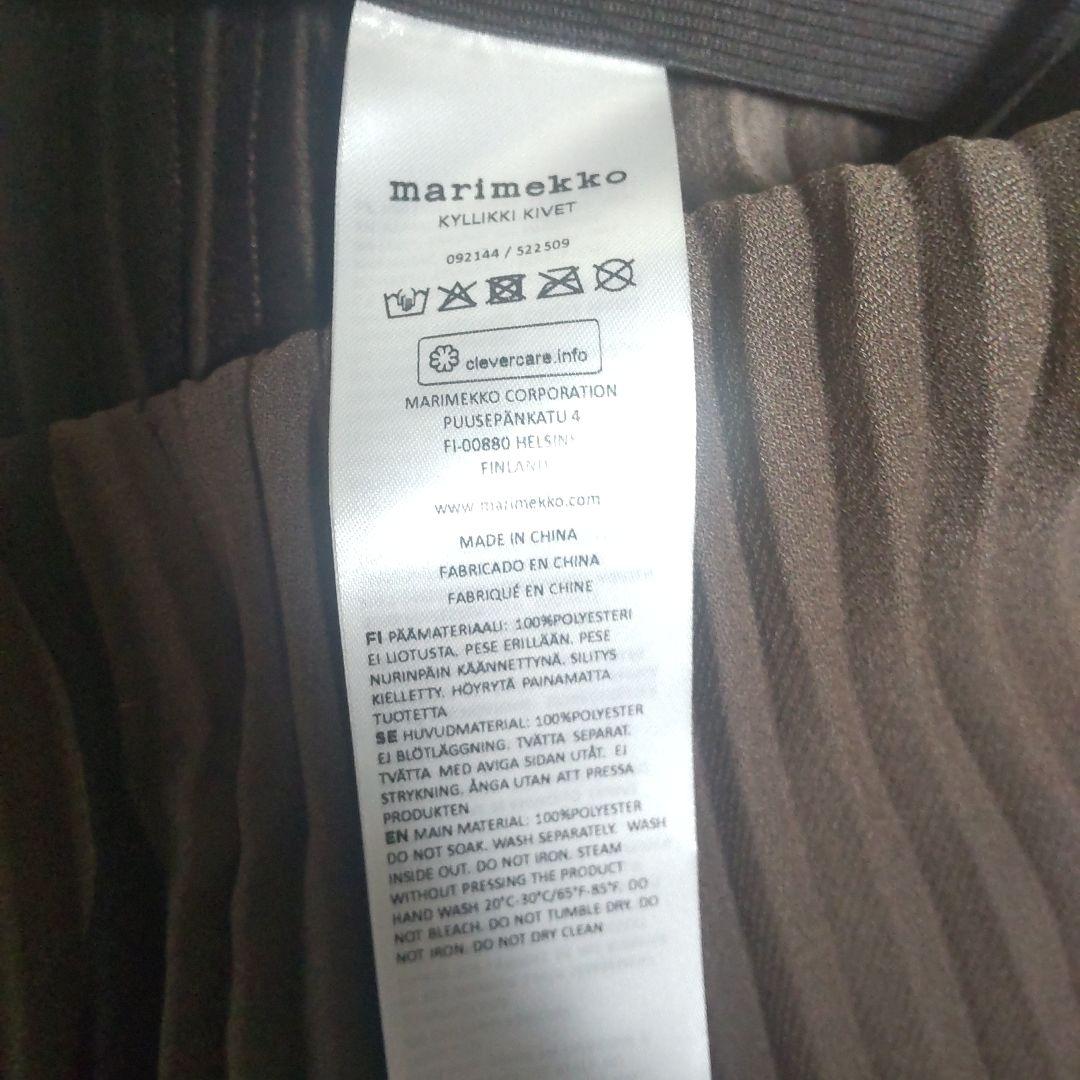 marimekko
KYLLIKKI KIVET
092144 / 522509
clevercare.info
MARIMEKKO CORPORATION
PUUSEPÄNKATU 4
FI-00880 HELSINKI
FINLAND
www.marimekko.com
MADE IN CHINA
FABRICADO EN CHINA
FABRIQUÉ EN CHINE
FI PÄÄMATERIAALI: 100%POLYESTERI
EI LIOTUSTA. PESE ERILLÄÄN. PESE
NURINPÄIN KÄÄNNETTYNÄ. SILITYS
KIELLETTY. HÖYRYTÄ PAINAMATTA
TUOTETTA
SE HUVUDMATERIAL: 100%POLYESTER
EJ BLÖTLÄGGNING. TVÄTTA SEPARAT.
TVÄTTA MED AVIGA SIDAN UTÅT. EJ
STRYKNING. ÅNGA UTAN ATT PRESSA
PRODUKTEN
EN MAIN MATERIAL: 100%POLYESTER
DO NOT SOAK. WASH SEPARATELY. WASH
INSIDE OUT. DO NOT IRON. STEAM
WITHOUT PRESSING THE PRODUCT
HAND WASH 20°C-30°C/65°F-85°F. DO
NOT BLEACH. DO NOT TUMBLE DRY. DO
NOT IRON. DO NOT DRY CLEAN